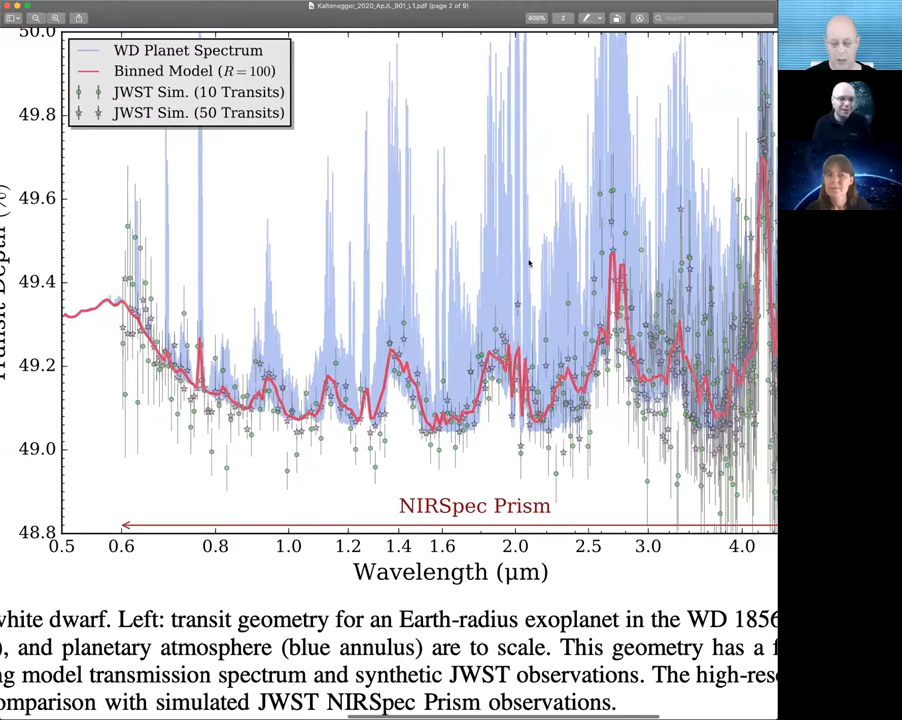 Kaltenegger_2020_ApJL_901_L1.pdf (page 2 of 9)
400%
2
Search
50.0
49.8
49.6
49.4
49.2
49.0
48.8
WD Planet Spectrum
Binned Model (R = 100)
JWST Sim. (10 Transits)
JWST Sim. (50 Transits)
NIRSpec Prism
0.5 0.6 0.8 1.0 1.2 1.4 1.6 2.0 2.5 3.0 4.0
Wavelength (μm)
white dwarf. Left: transit geometry for an Earth-radius exoplanet in the WD 1856
), and planetary atmosphere (blue annulus) are to scale. This geometry has a f
ng model transmission spectrum and synthetic JWST observations. The high-res
omparison with simulated JWST NIRSpec Prism observations.